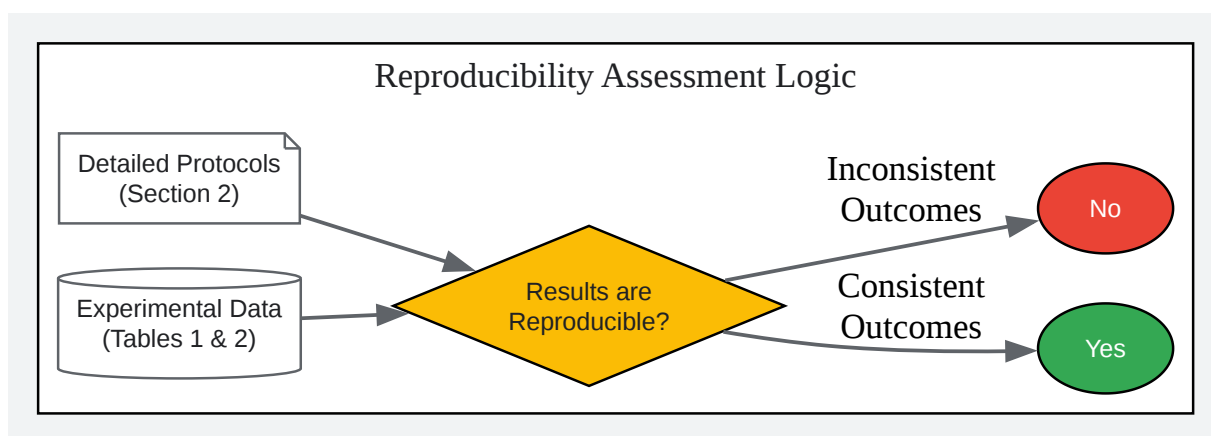 Reproducibility Assessment Logic
Detailed Protocols
(Section 2)
Experimental Data
(Tables 1 & 2)
Results are
Reproducible?
Inconsistent
Outcomes
No
Consistent
Outcomes
Yes